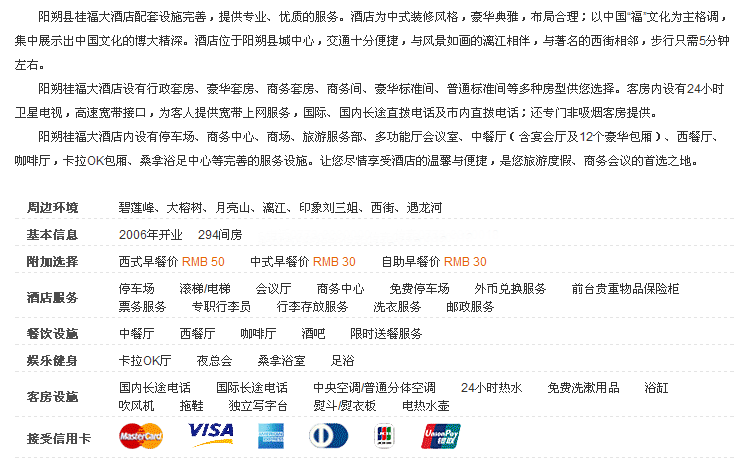 阳朔县桂福大酒店配套设施完善，提供专业、优质的服务。酒店为中式装修风格，豪华典雅，布局合理；以中国“福”文化为主格调，
集中展示出中国文化的博大精深。酒店位于阳朔县城中心，交通十分便捷，与风景如画的漓江相伴，与著名的西街相邻，步行只需5分钟
左右。
阳朔桂福大酒店设有行政套房、豪华套房、商务套房、商务间、豪华标准间、普通标准间等多种房型供您选择。客房内设有24小时
卫星电视，高速宽带接口，为客人提供宽带上网服务，国际、国内长途直拨电话及市内直拨电话；还专门非吸烟客房提供。
阳朔桂福大酒店内设有停车场、商务中心、商场、旅游服务部、多功能厅会议室、中餐厅（含宴会厅及12个豪华包厢）、西餐厅、
咖啡厅，卡拉OK包厢、桑拿浴足中心等完善的服务设施。让您尽情享受酒店的温馨与便捷，是您旅游度假、商务会议的首选之地。
周边环境 碧莲峰、大榕树、月亮山、漓江、印象刘三姐、西街、遇龙河
基本信息 2006年开业 294间房
附加选择 西式早餐价 RMB 50 中式早餐价 RMB 30 自助早餐价 RMB 30
酒店服务 停车场 滚梯/电梯 会议厅 商务中心 免费停车场 外币兑换服务 前台贵重物品保险柜
票务服务 专职行李员 行李存放服务 洗衣服务 邮政服务
餐饮设施 中餐厅 西餐厅 咖啡厅 酒吧 限时送餐服务
娱乐健身 卡拉OK厅 夜总会 桑拿浴室 足浴
客房设施 国内长途电话 国际长途电话 中央空调/普通分体空调 24小时热水 免费洗漱用品 浴缸
吹风机 拖鞋 独立写字台 熨斗/熨衣板 电热水壶
接受信用卡 MasterCard VISA AMERICAN EXPRESS JCB UnionPay 银联